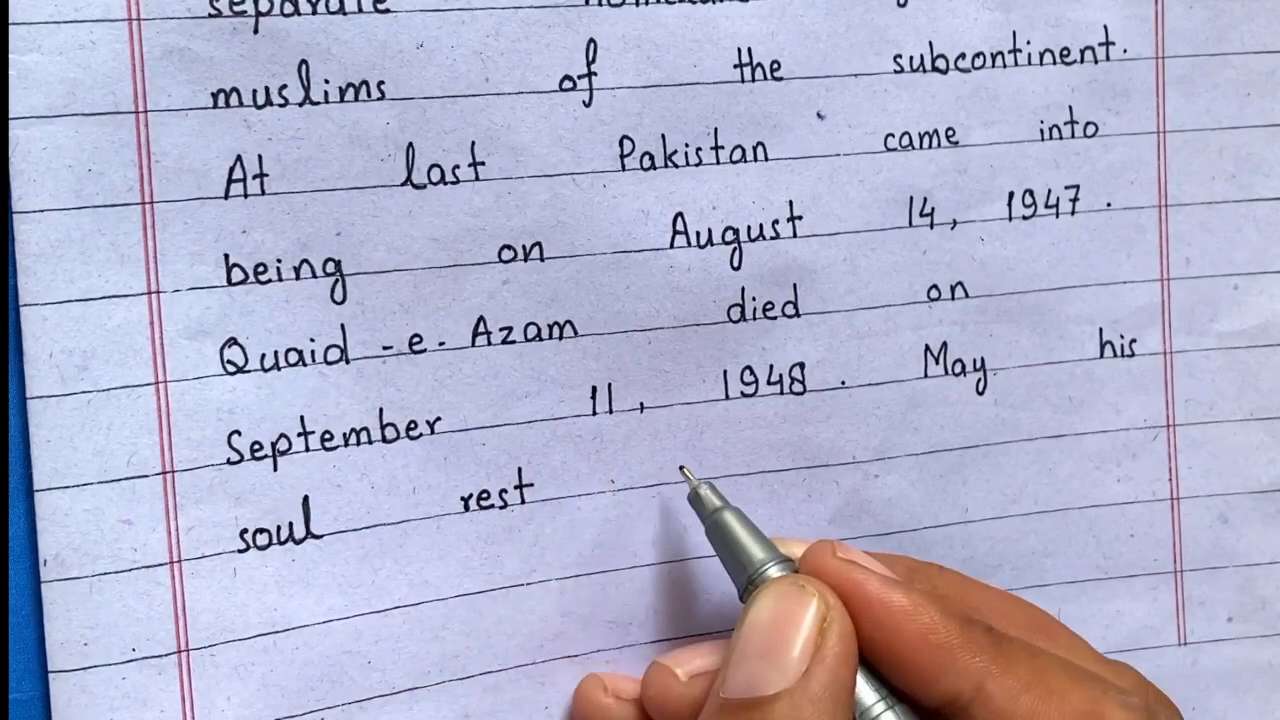 separate
muslims of the subcontinent.
At last Pakistan came into
being on August 14, 1947.
Quaid-e-Azam died on
September 11, 1948. May his
soul rest